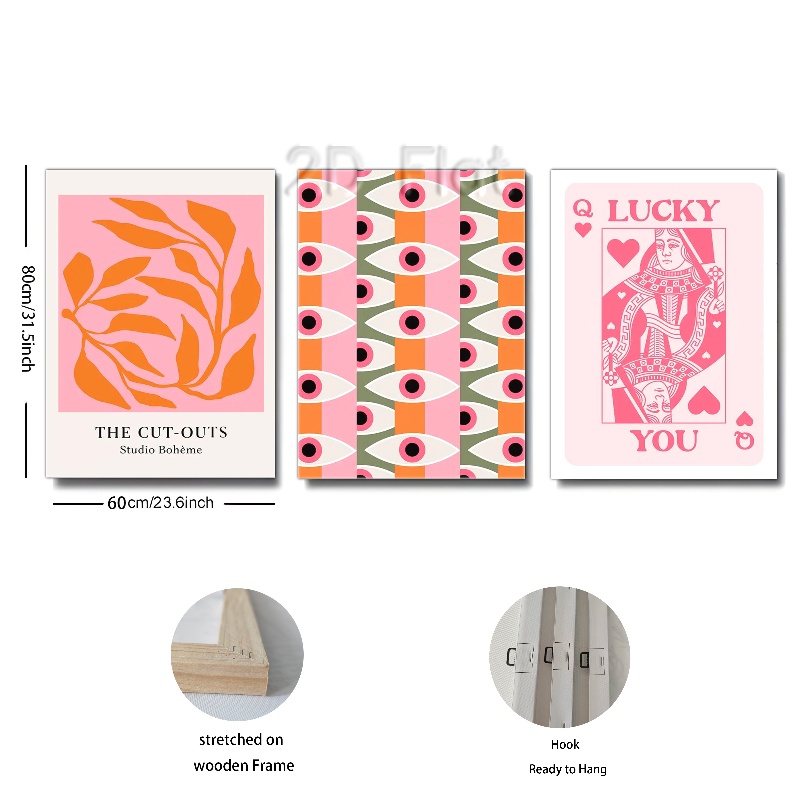 2D Flat
80cm/31.5inch
THE CUT-OUTS
Studio Bohème
60cm/23.6inch
Q LUCKY
YOU Q
stretched on
wooden Frame
Hook
Ready to Hang